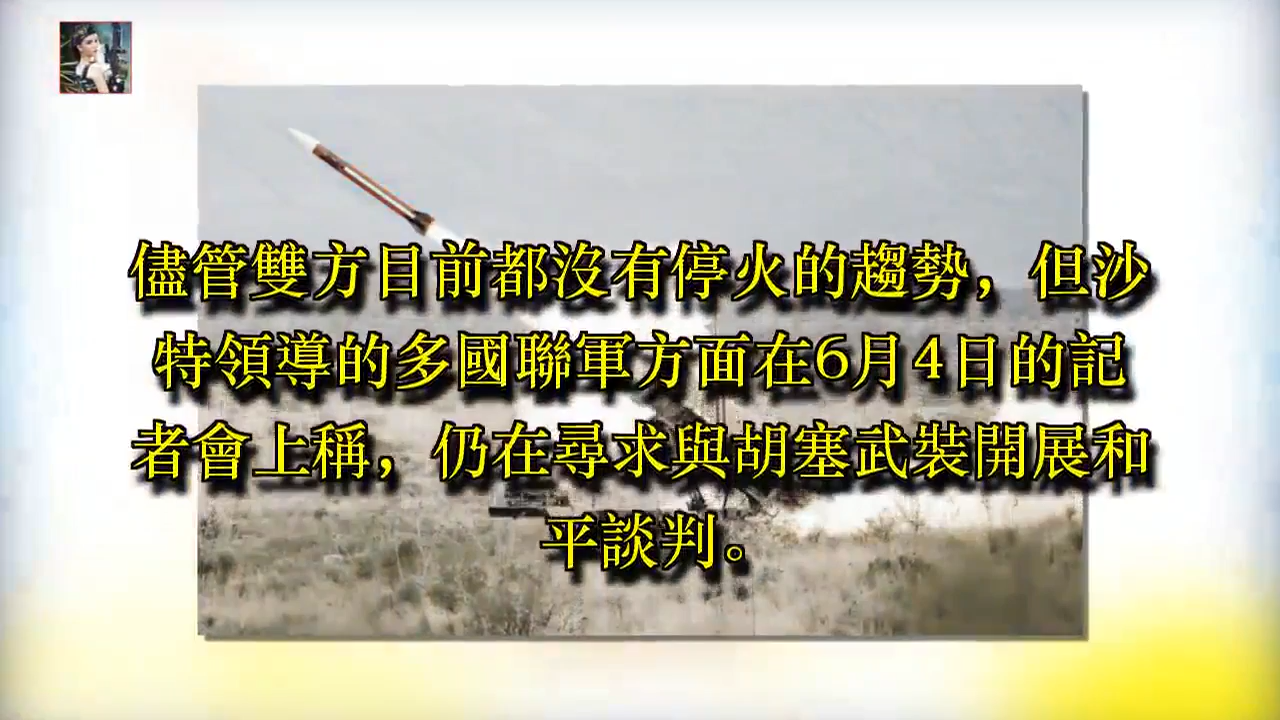 儘管雙方目前都沒有停火的趨勢，但沙
特領導的多國聯軍方面在6月4日的記
者會上稱，仍在尋求與胡塞武裝開展和
平談判。